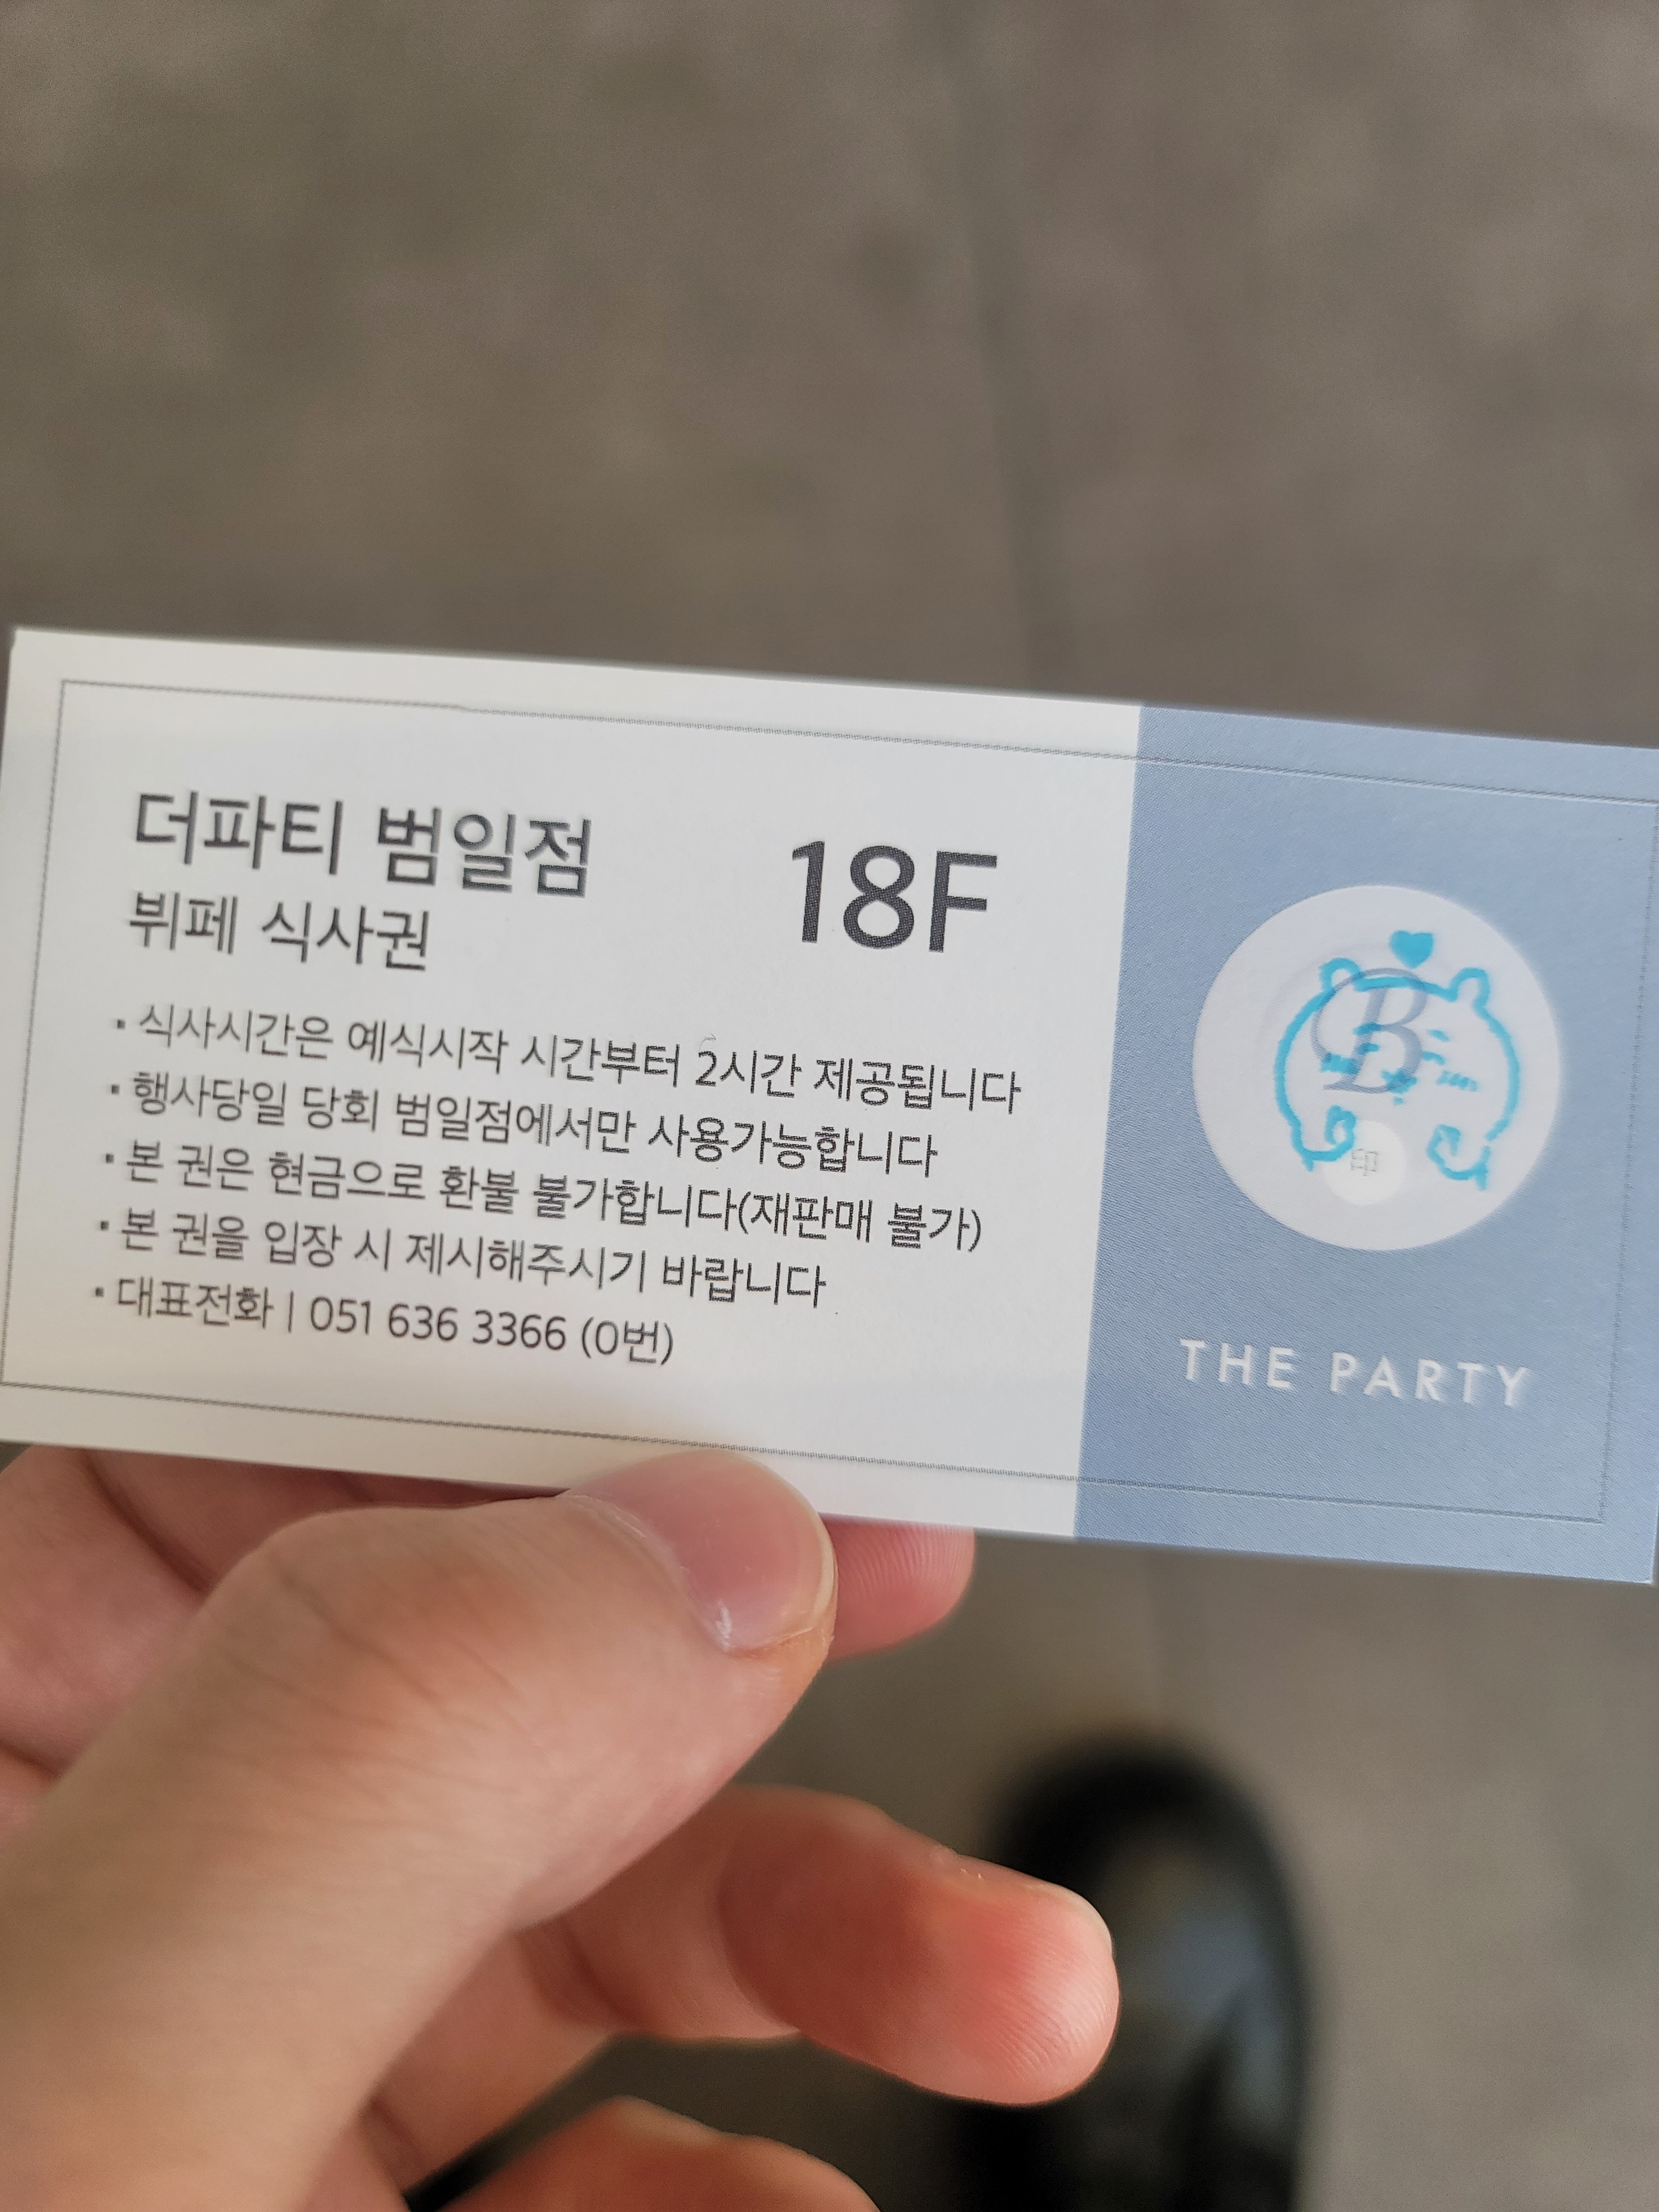 더파티 범일점
18F
뷔페 식사권
▪ 식사시간은 예식시작 시간부터 2시간 제공됩니다
▪ 행사당일 당회 범일점에서만 사용가능합니다
▪ 본 권은 현금으로 환불 불가합니다(재판매 불가)
▪ 본 권을 입장 시 제시해주시기 바랍니다
▪ 대표전화 | 051 636 3366 (0번)
B
印
THE PARTY